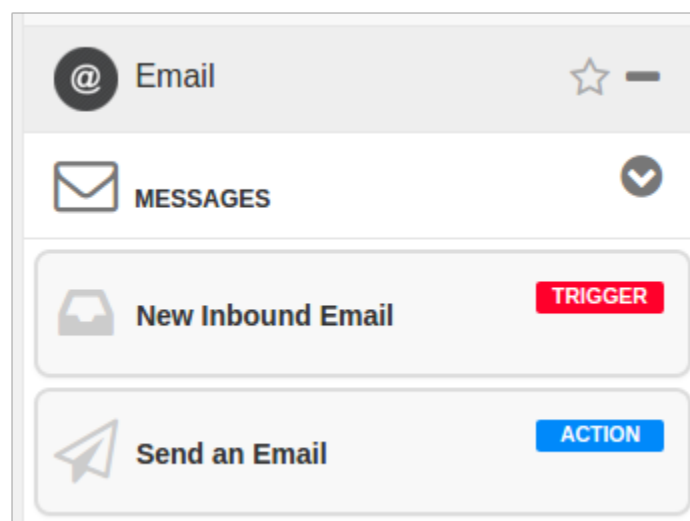 @ Email
MESSAGES
TRIGGER
New Inbound Email
ACTION
Send an Email